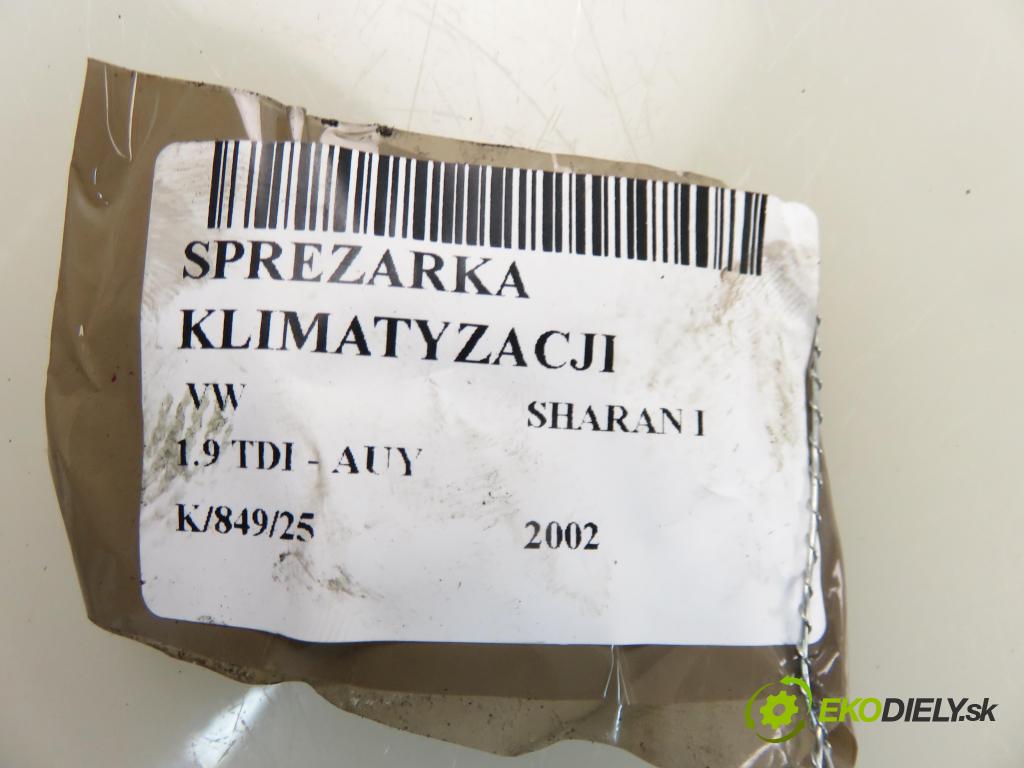 SPREZARKA
KLIMATYZACJI
VW SHARAN I
1.9 TDI - AUY
K/849/25 2002
EKODIELY.sk